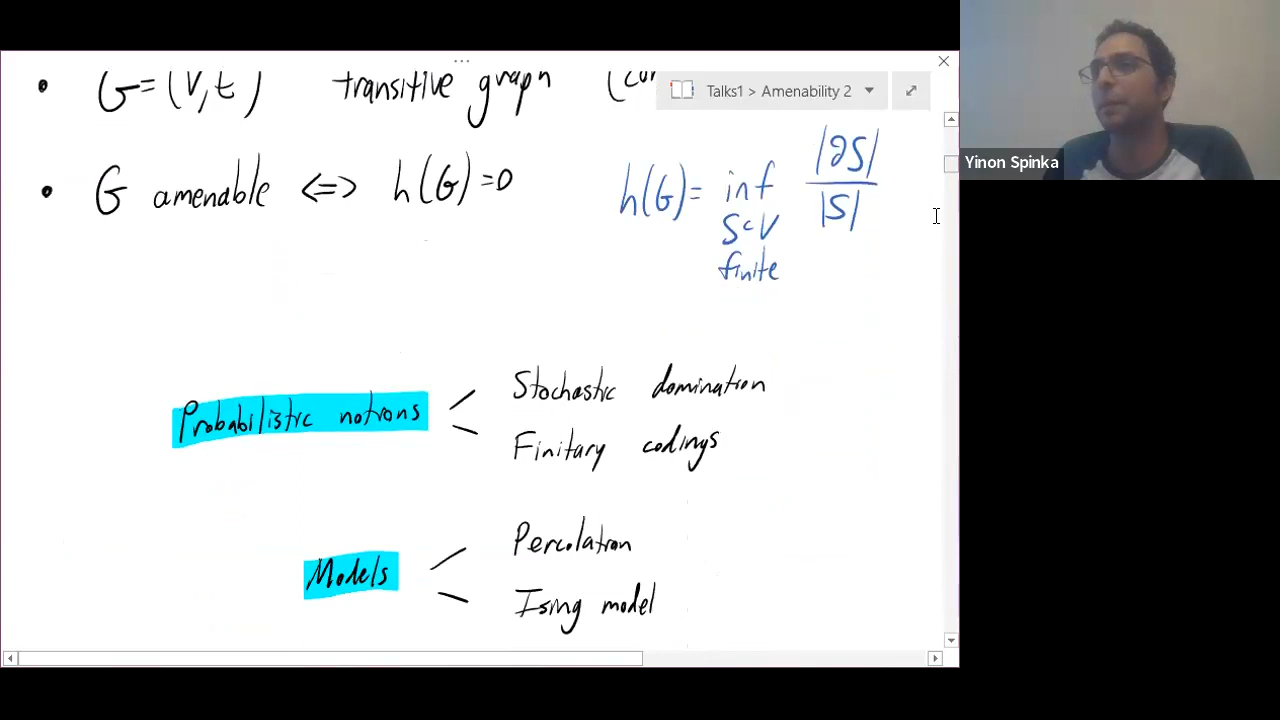 • G=(V,E) transitive graph (con
Talks1 > Amenability 2
• G amenable <=> h(G)=0
h(G)= inf |∂S|
S⊂V |S|
finite
Yinon Spinka
Probabilistic notions
Stochastic domination
Finitary codings
Models
Percolation
Ising model